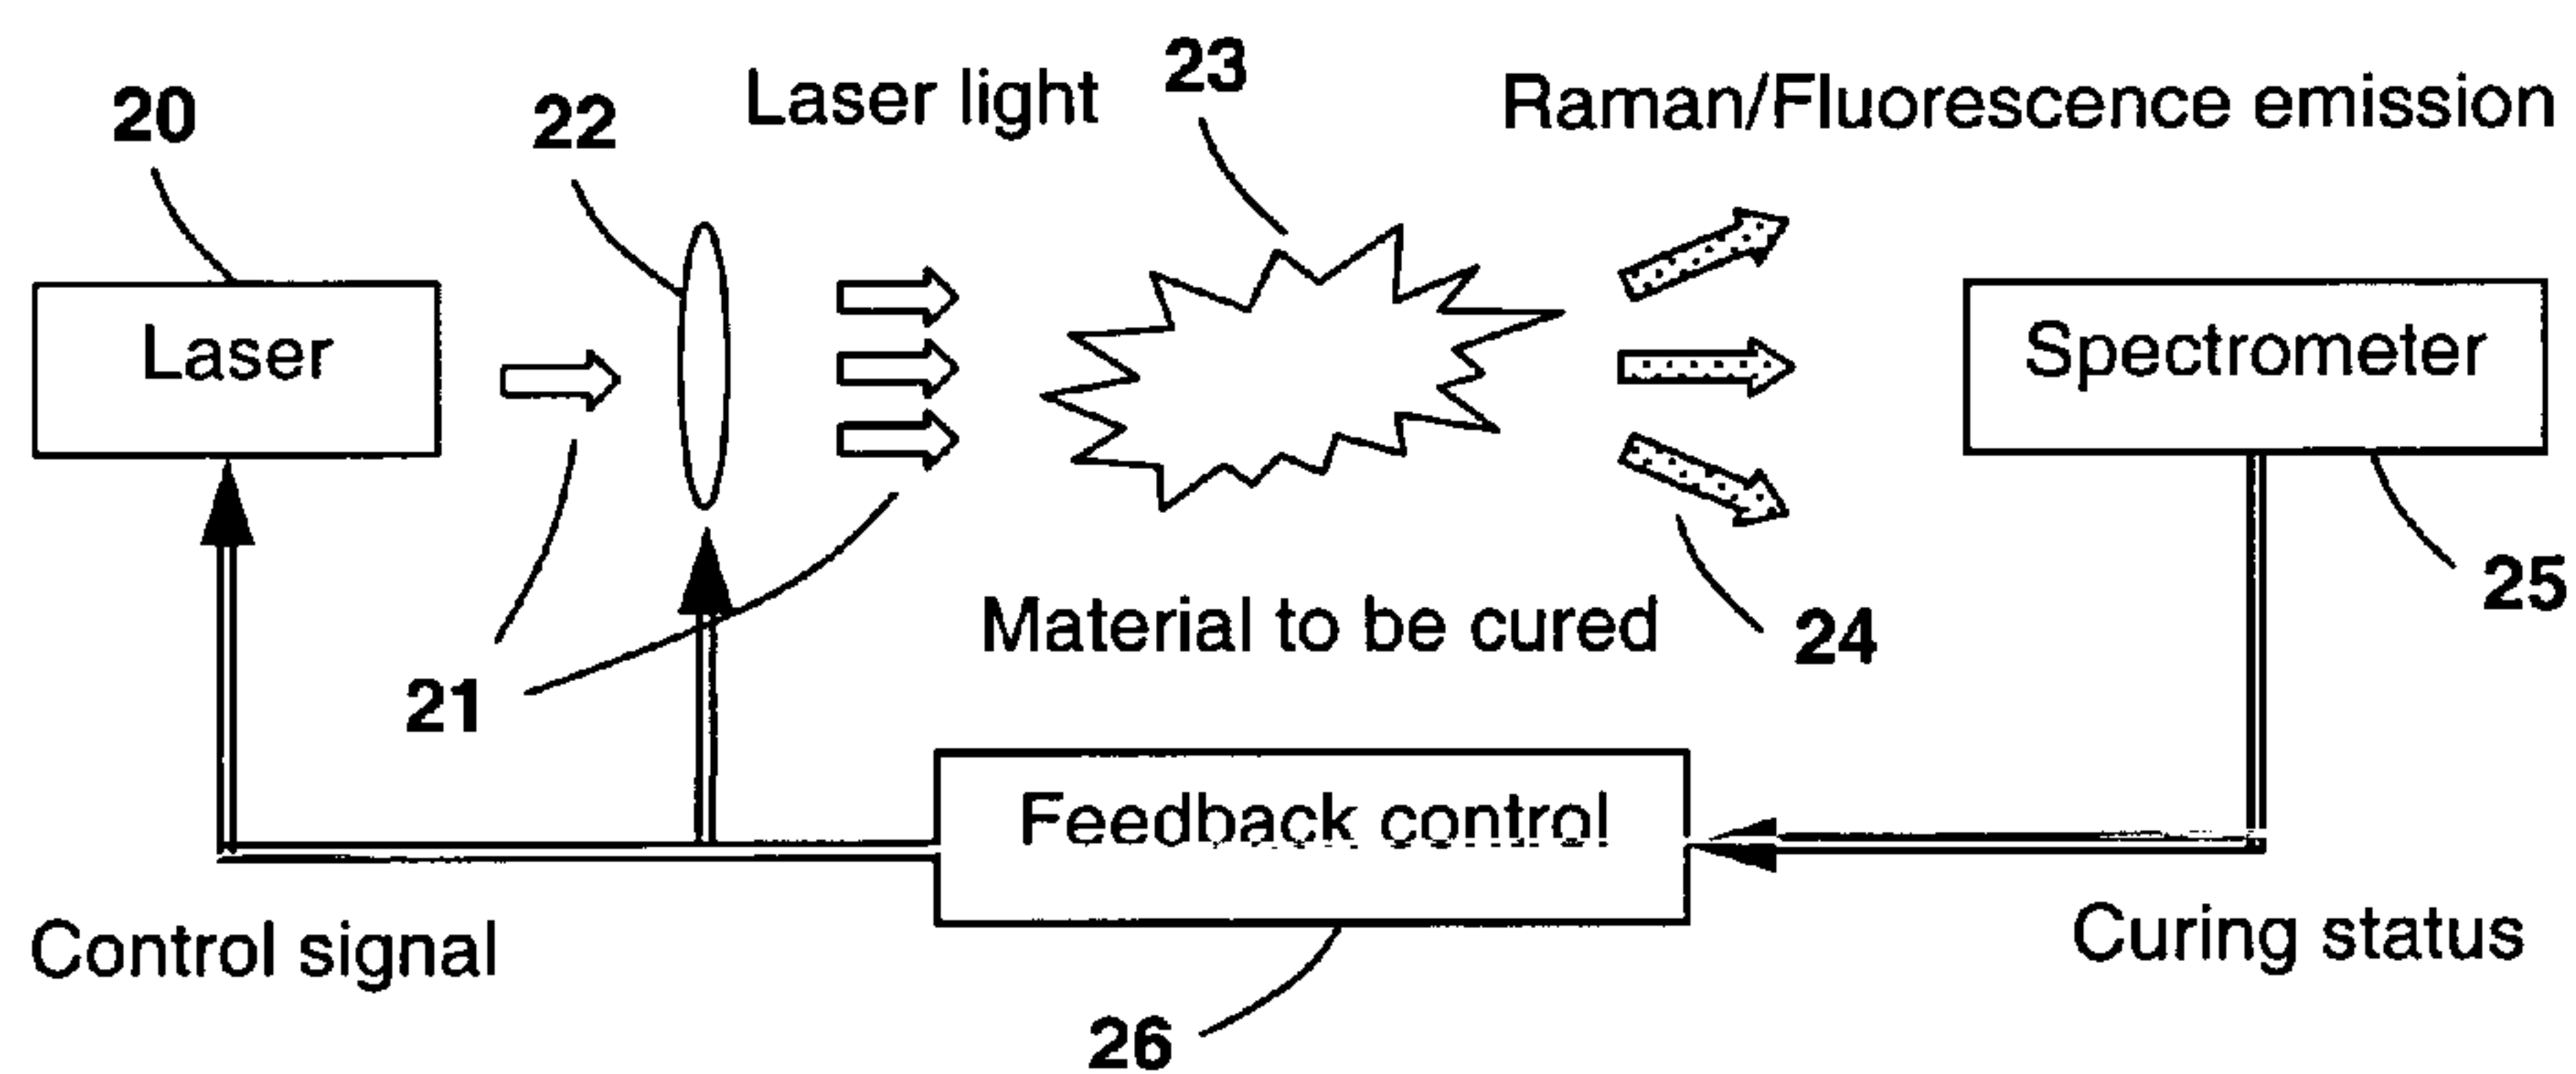 23
Laser light
Raman/Fluorescence emission
20
22
Laser
Spectrometer
25
Material to be cured
24
21
Feedback control
Control signal
Curing status
26